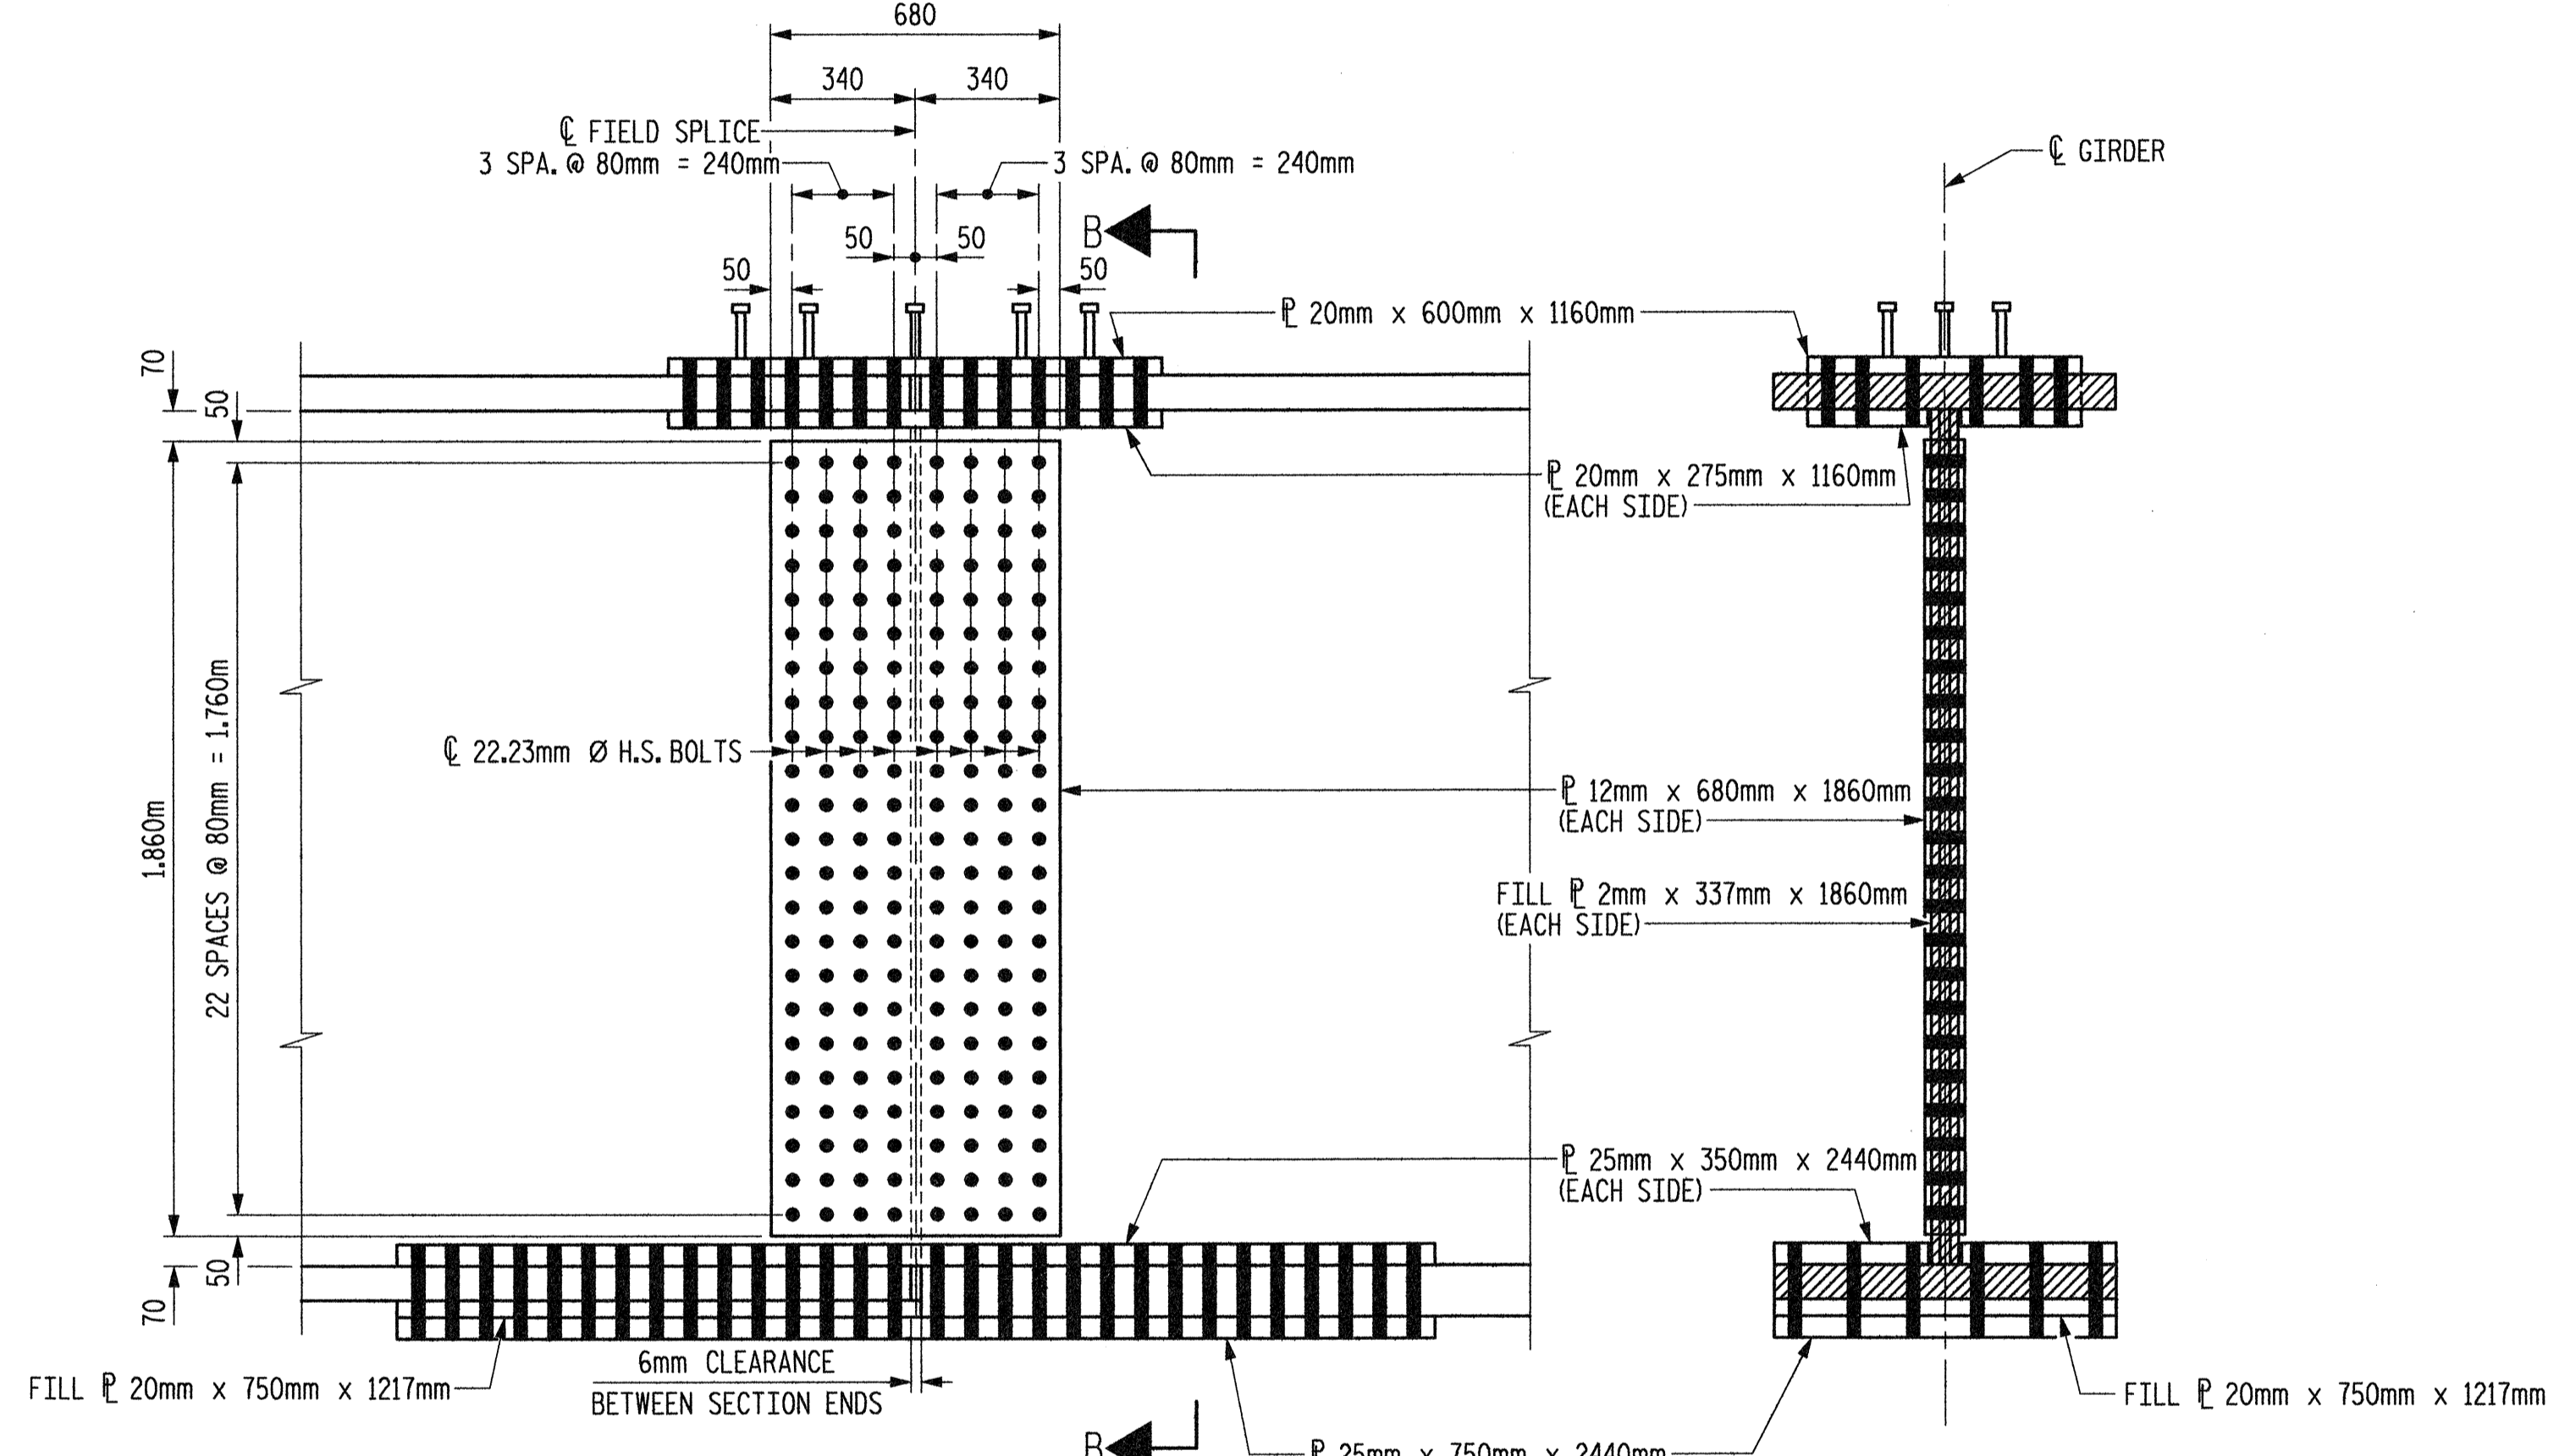 680
340 340
℄ FIELD SPLICE
3 SPA. @ 80mm = 240mm
3 SPA. @ 80mm = 240mm
℄ GIRDER
B
50 50
50 50
℞ 20mm x 600mm x 1160mm
70
50
℞ 20mm x 275mm x 1160mm
(EACH SIDE)
1.860m
22 SPACES @ 80mm = 1.760m
℄ 22.23mm Ø H.S. BOLTS
℞ 12mm x 680mm x 1860mm
(EACH SIDE)
FILL ℞ 2mm x 337mm x 1860mm
(EACH SIDE)
℞ 25mm x 350mm x 2440mm
(EACH SIDE)
50
70
6mm CLEARANCE
BETWEEN SECTION ENDS
FILL ℞ 20mm x 750mm x 1217mm
FILL ℞ 20mm x 750mm x 1217mm
B
℞ 25mm x 750mm x 2440mm